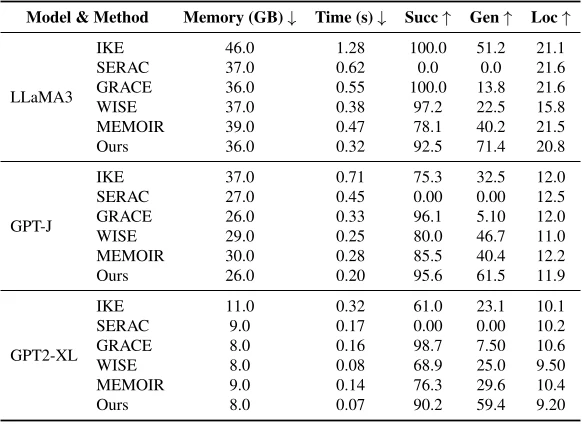 Model & Method Memory (GB) ↓ Time (s) ↓ Succ ↑ Gen ↑ Loc ↑
LLaMA3
IKE 46.0 1.28 100.0 51.2 21.1
SERAC 37.0 0.62 0.0 0.0 21.6
GRACE 36.0 0.55 100.0 13.8 21.6
WISE 37.0 0.38 97.2 22.5 15.8
MEMOIR 39.0 0.47 78.1 40.2 21.5
Ours 36.0 0.32 92.5 71.4 20.8
GPT-J
IKE 37.0 0.71 75.3 32.5 12.0
SERAC 27.0 0.45 0.00 0.00 12.5
GRACE 26.0 0.33 96.1 5.10 12.0
WISE 29.0 0.25 80.0 46.7 11.0
MEMOIR 30.0 0.28 85.5 40.4 12.2
Ours 26.0 0.20 95.6 61.5 11.9
GPT2-XL
IKE 11.0 0.32 61.0 23.1 10.1
SERAC 9.0 0.17 0.00 0.00 10.2
GRACE 8.0 0.16 98.7 7.50 10.6
WISE 8.0 0.08 68.9 25.0 9.50
MEMOIR 9.0 0.14 76.3 29.6 10.4
Ours 8.0 0.07 90.2 59.4 9.20